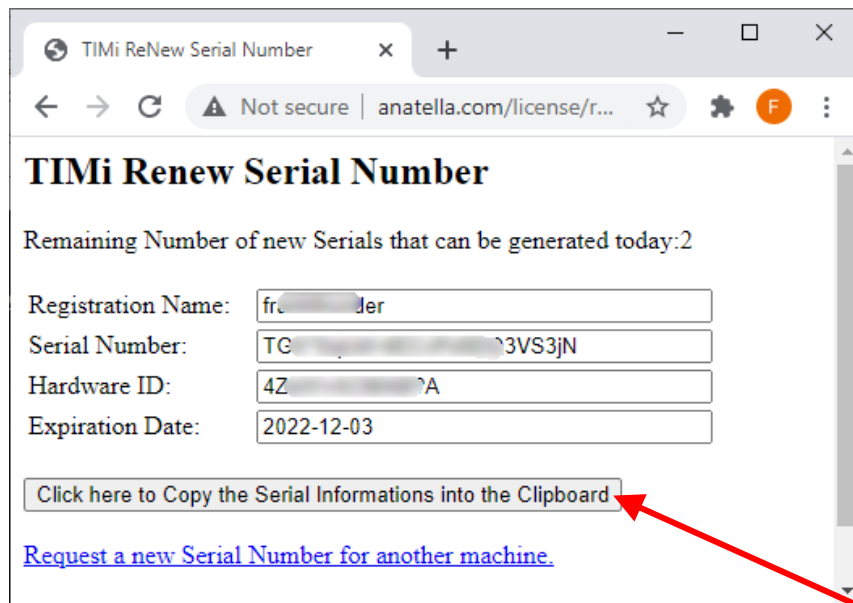 TIMi ReNew Serial Number
Not secure | anatella.com/license/r...
F
TIMi Renew Serial Number
Remaining Number of new Serials that can be generated today:2
Registration Name:
Serial Number:
Hardware ID:
Expiration Date: 2022-12-03
Click here to Copy the Serial Informations into the Clipboard
Request a new Serial Number for another machine.